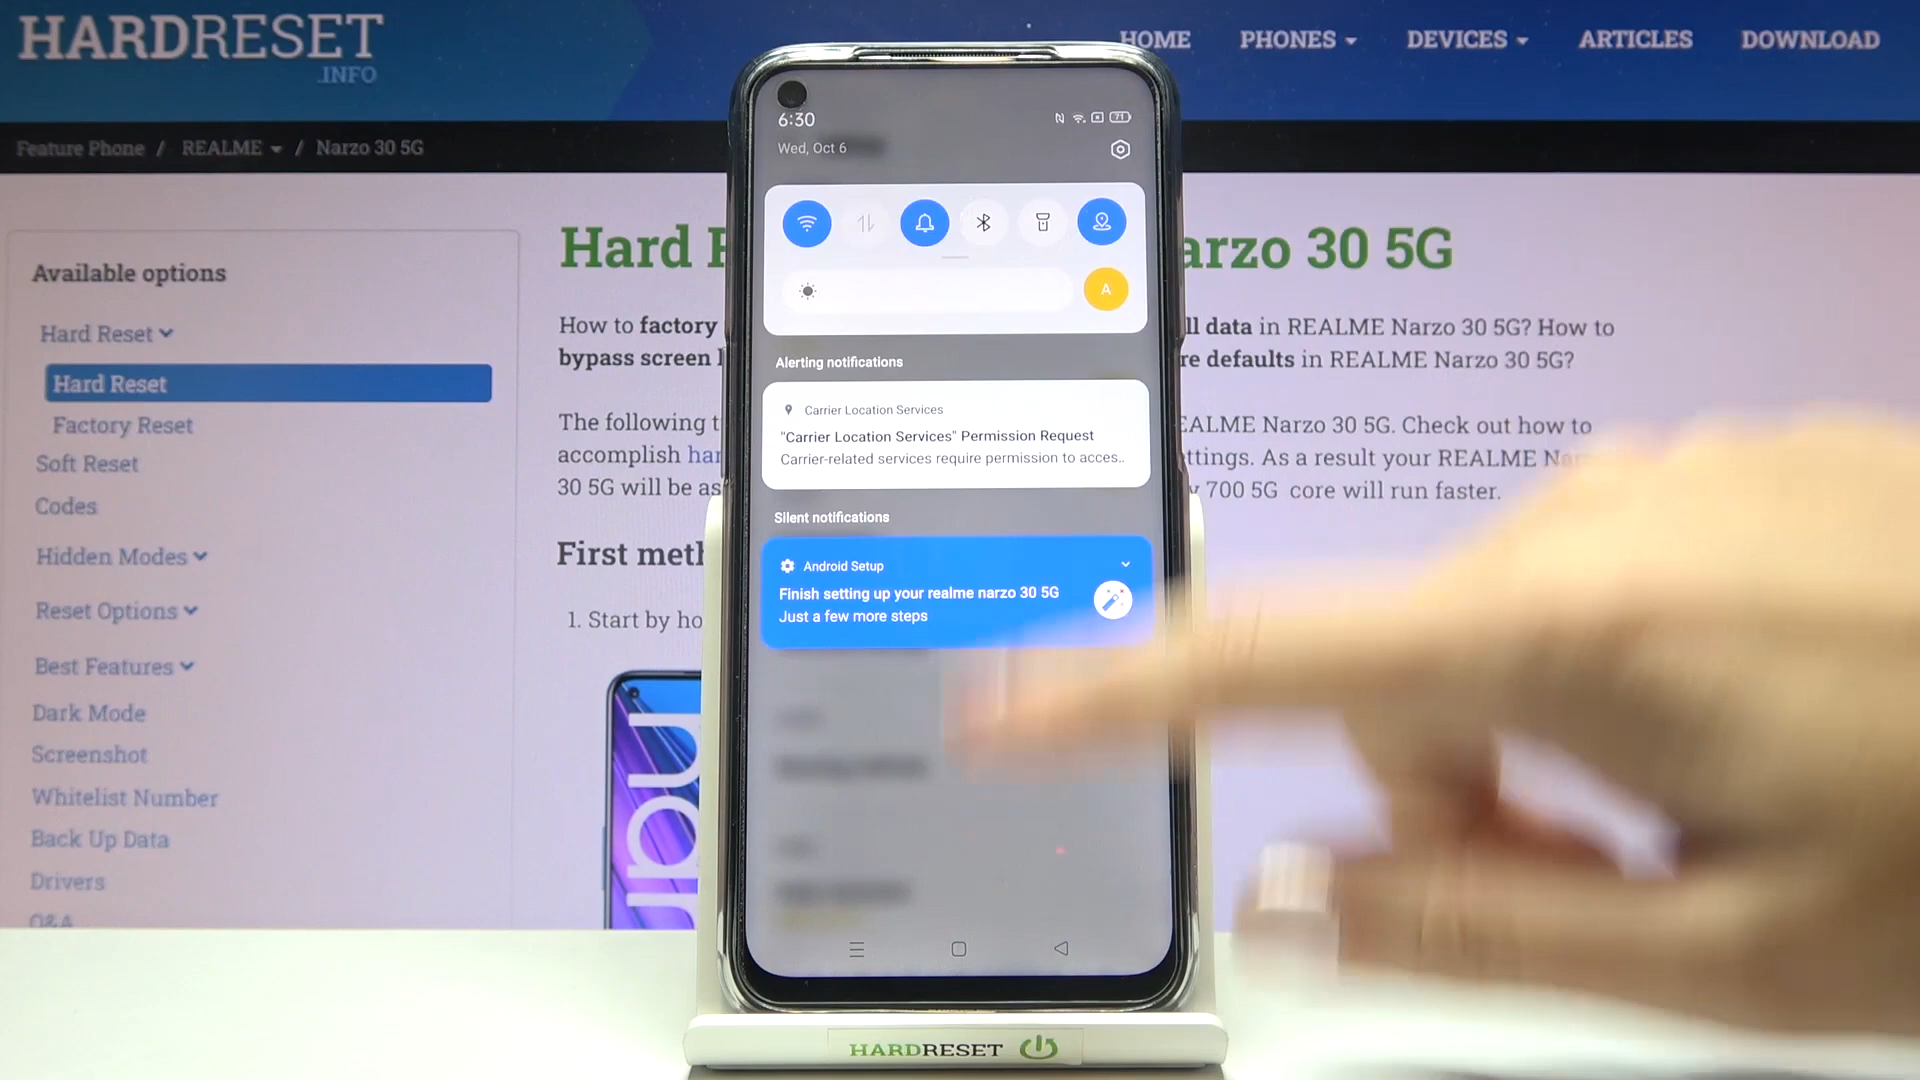 HARDRESET
.INFO
HOME PHONES DEVICES ARTICLES DOWNLOAD
Feature Phone / REALME / Narzo 30 5G
Available options
Hard Reset
Hard Reset
Factory Reset
Soft Reset
Codes
Hidden Modes
Reset Options
Best Features
Dark Mode
Screenshot
Whitelist Number
Back Up Data
Drivers
Q&A
Hard R
arzo 30 5G
How to factory
ll data in REALME Narzo 30 5G? How to
bypass screen l
re defaults in REALME Narzo 30 5G?
The following t
EALME Narzo 30 5G. Check out how to
accomplish har
ttings. As a result your REALME Nar
30 5G will be as
y 700 5G core will run faster.
First meth
1. Start by ho
nar
6:30
71
Wed, Oct 6
A
Alerting notifications
Carrier Location Services
"Carrier Location Services" Permission Request
Carrier-related services require permission to acces..
Silent notifications
Android Setup
Finish setting up your realme narzo 30 5G
Just a few more steps
HARDRESET